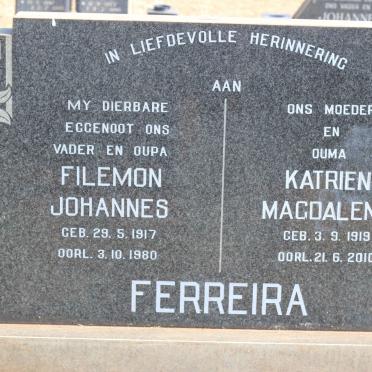 IN LIEFDEVOLLE HERINNERING
AAN
MY DIERBARE
EGGENOOT ONS
VADER EN OUPA
FILEMON
JOHANNES
GEB. 29. 5. 1917
OORL. 3. 10. 1980
ONS MOEDER
EN
OUMA
KATRIEN
MAGDALEN
GEB. 3. 9. 1919
OORL. 21. 6. 2010
FERREIRA